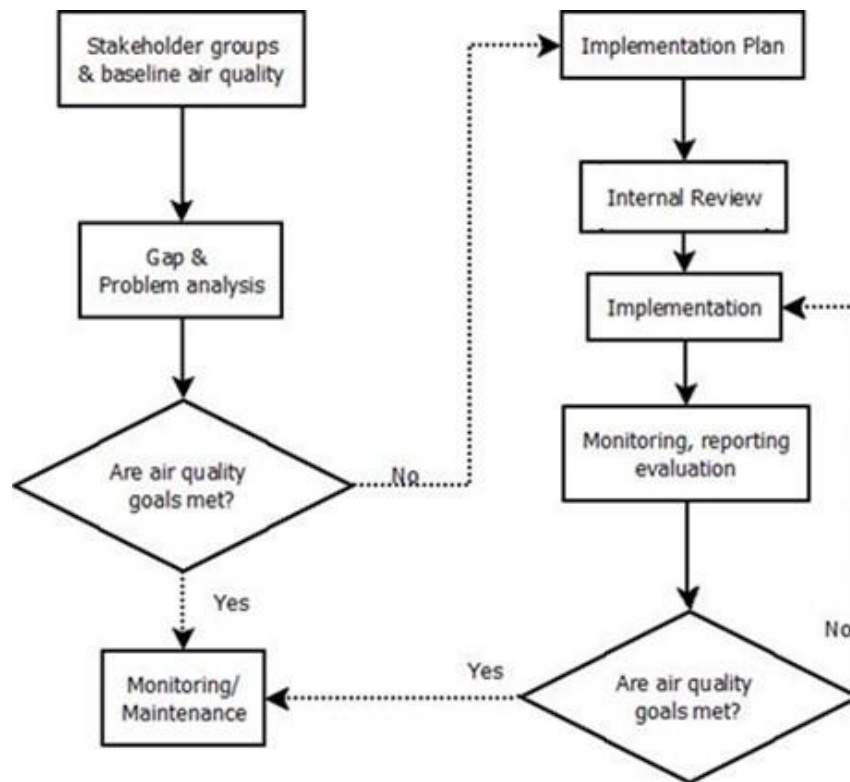 Stakeholder groups
& baseline air quality
Gap &
Problem analysis
Are air quality
goals met?
No
Yes
Monitoring/
Maintenance
Implementation Plan
Internal Review
Implementation
Monitoring, reporting
evaluation
Are air quality
goals met?
No
Yes